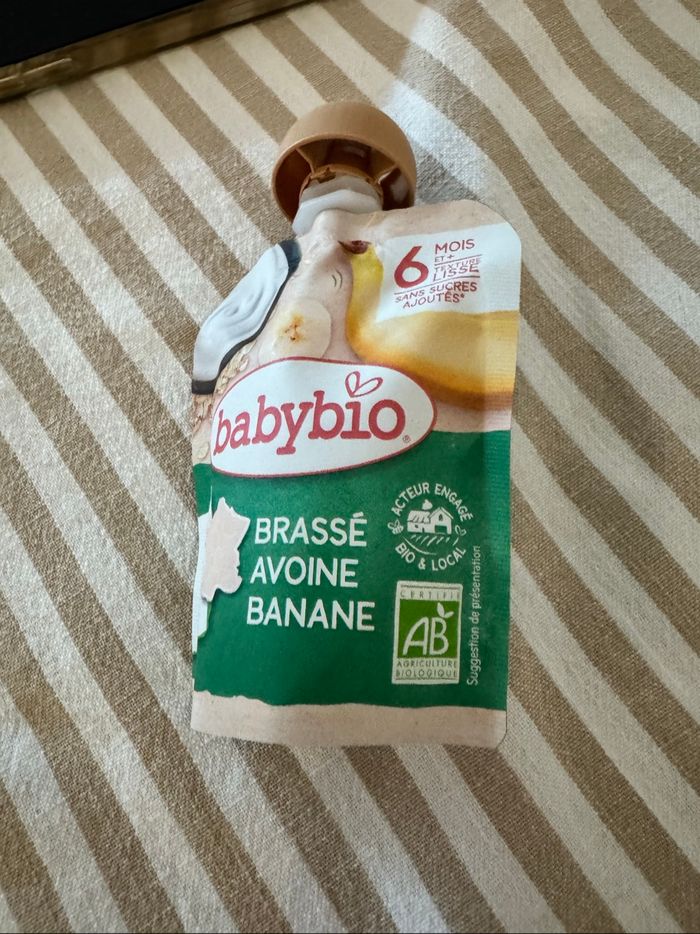 6 MOIS
ET +
TEXTURE
LISSE
SANS SUCRES
AJOUTÉS*
babybio®
ACTEUR ENGAGÉ
BIO & LOCAL
BRASSÉ
AVOINE
BANANE
CERTIFIÉ
AB
AGRICULTURE
BIOLOGIQUE
Suggestion de présentation